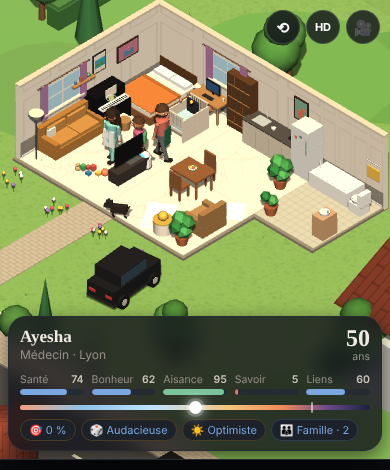 HD
Ayesha
50
Médecin · Lyon
ans
Santé 74 Bonheur 62 Aisance 95 Savoir 5 Liens 60
🎯 0 % 🎲 Audacieuse ☀️ Optimiste 👪 Famille · 2